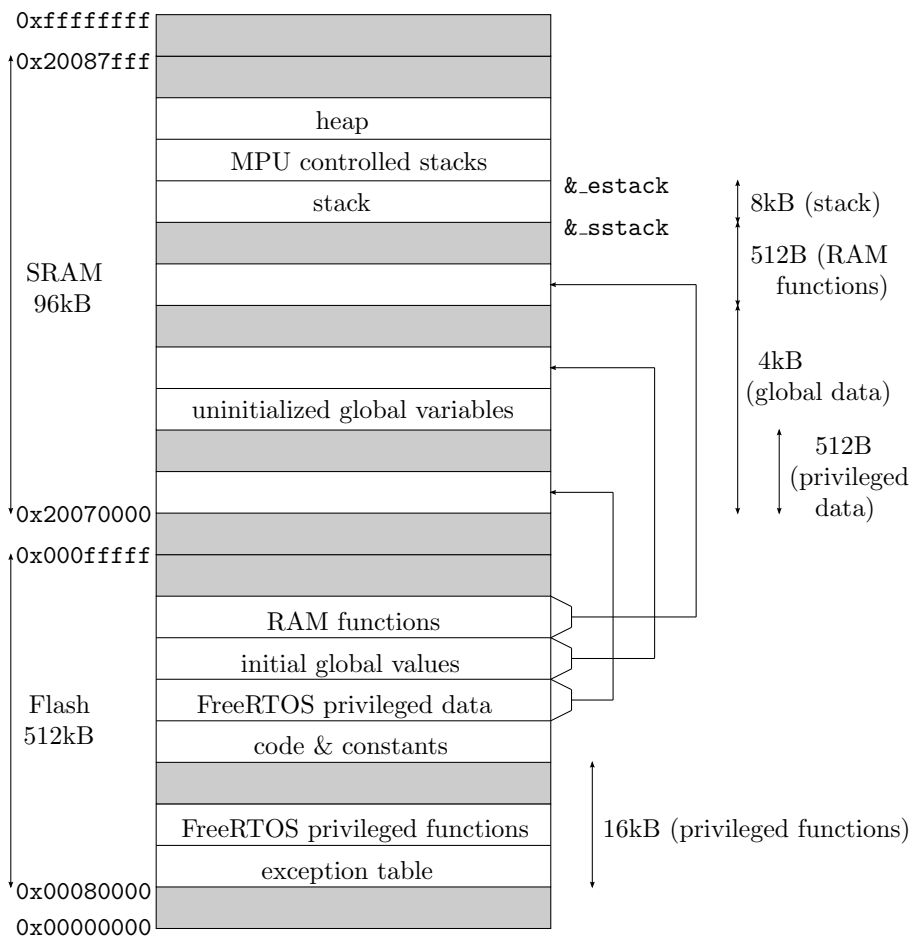 0xffffffff
0x20087fff
heap
MPU controlled stacks
&_estack
stack
8kB (stack)
&_sstack
512B (RAM
functions)
SRAM
96kB
4kB
(global data)
uninitialized global variables
512B
(privileged
data)
0x20070000
0x000fffff
RAM functions
initial global values
FreeRTOS privileged data
Flash
512kB
code & constants
FreeRTOS privileged functions
16kB (privileged functions)
exception table
0x00080000
0x00000000